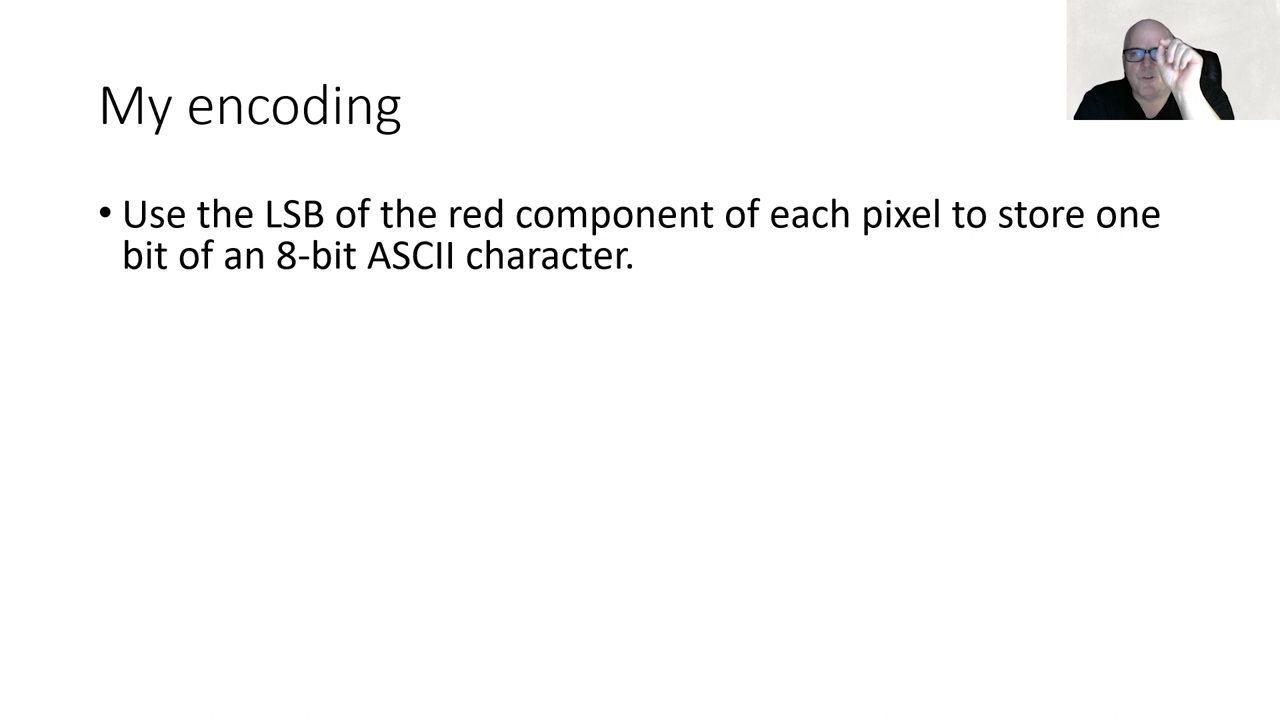 My encoding
• Use the LSB of the red component of each pixel to store one
bit of an 8-bit ASCII character.